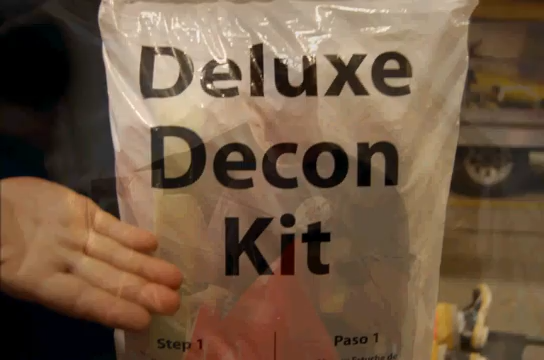 Deluxe
Decon
Kit
Step 1
Paso 1